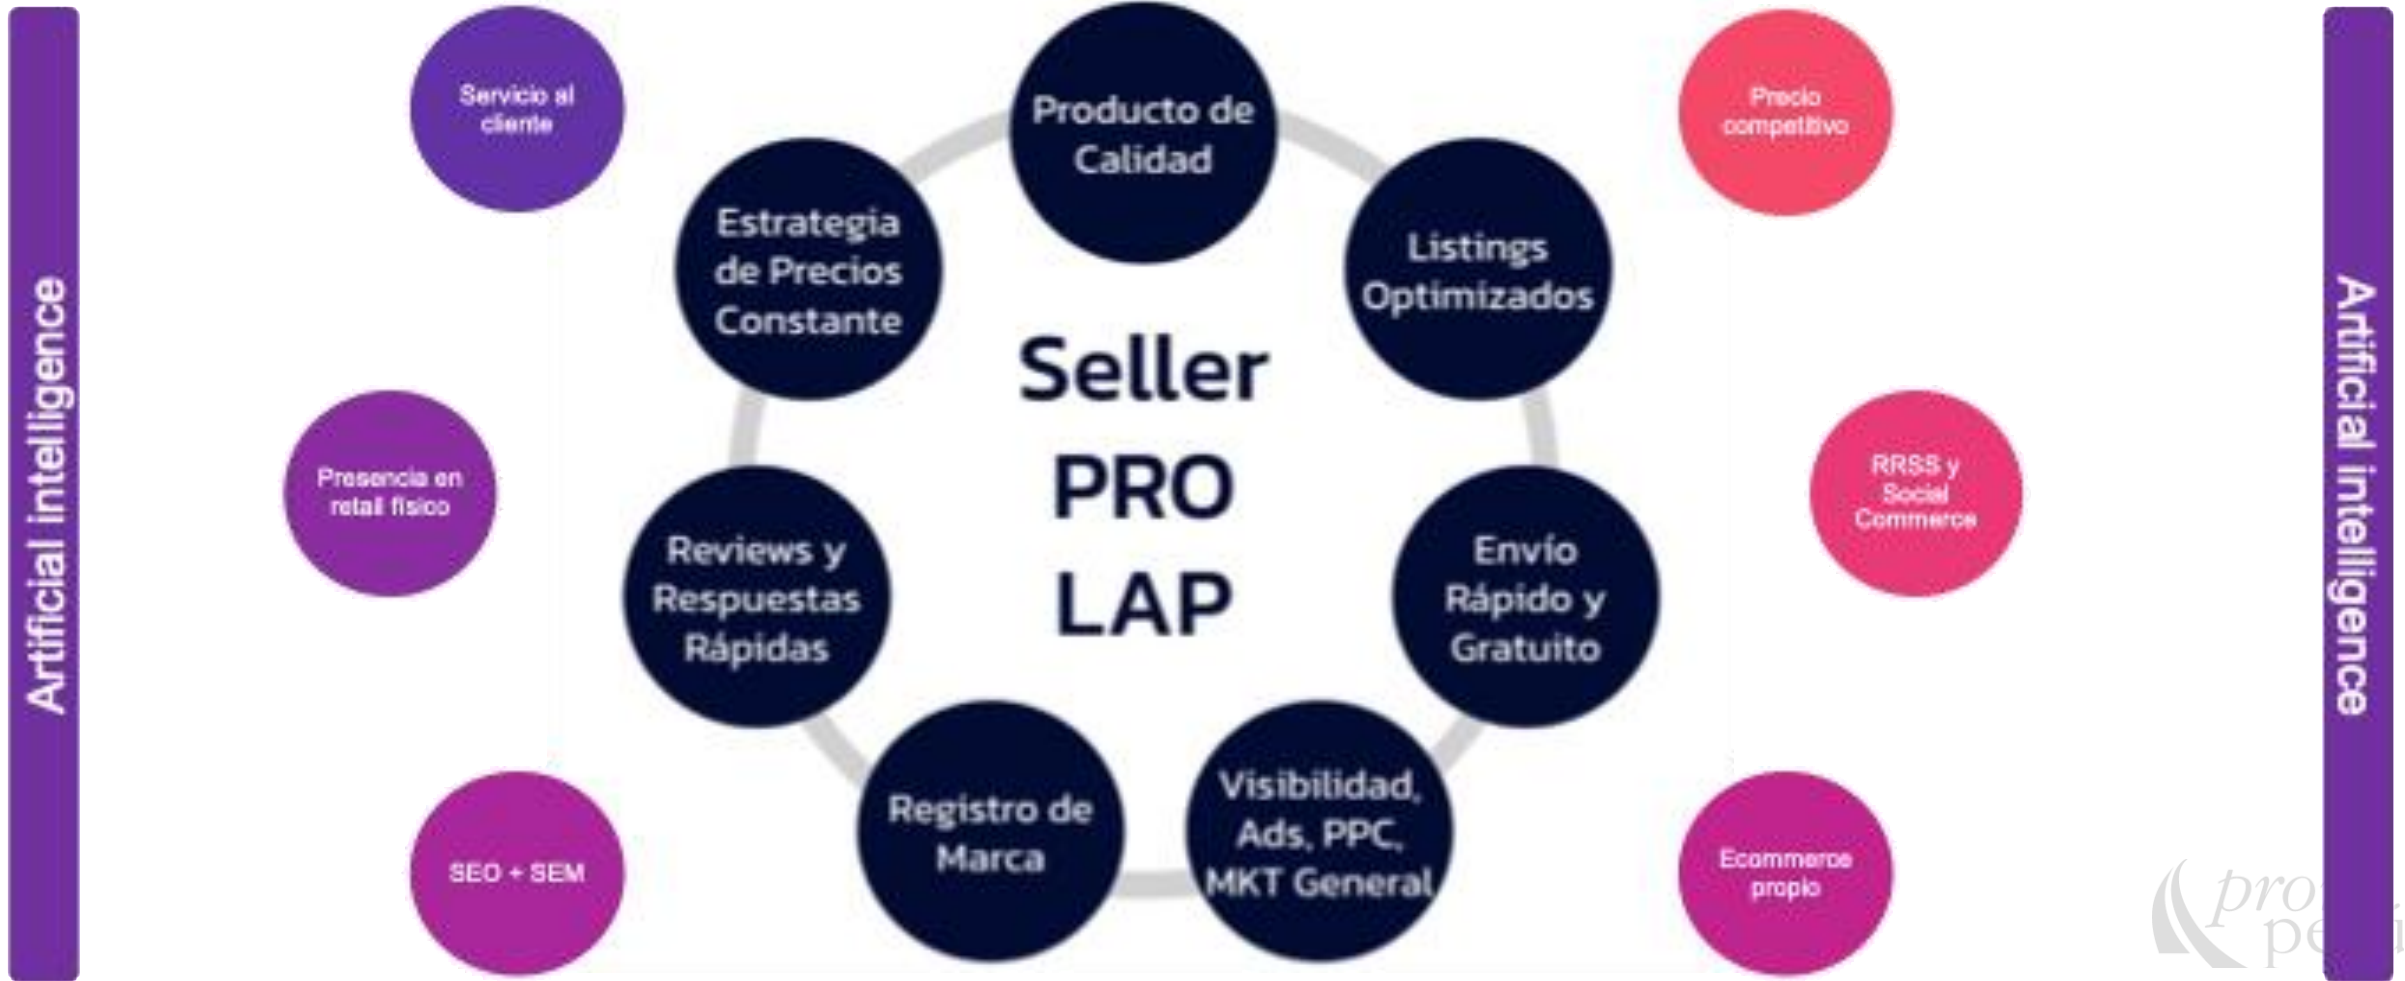 Artificial intelligence
Servicio al
cliente
Presencia en
retail físico
SEO + SEM
Producto de
Calidad
Listings
Optimizados
Envío
Rápido y
Gratuito
Visibilidad,
Ads, PPC,
MKT General
Registro de
Marca
Reviews y
Respuestas
Rápidas
Estrategia
de Precios
Constante
Seller
PRO
LAP
Precio
competitivo
RRSS y
Social
Commerce
Ecommerce
propio
Artificial intelligence